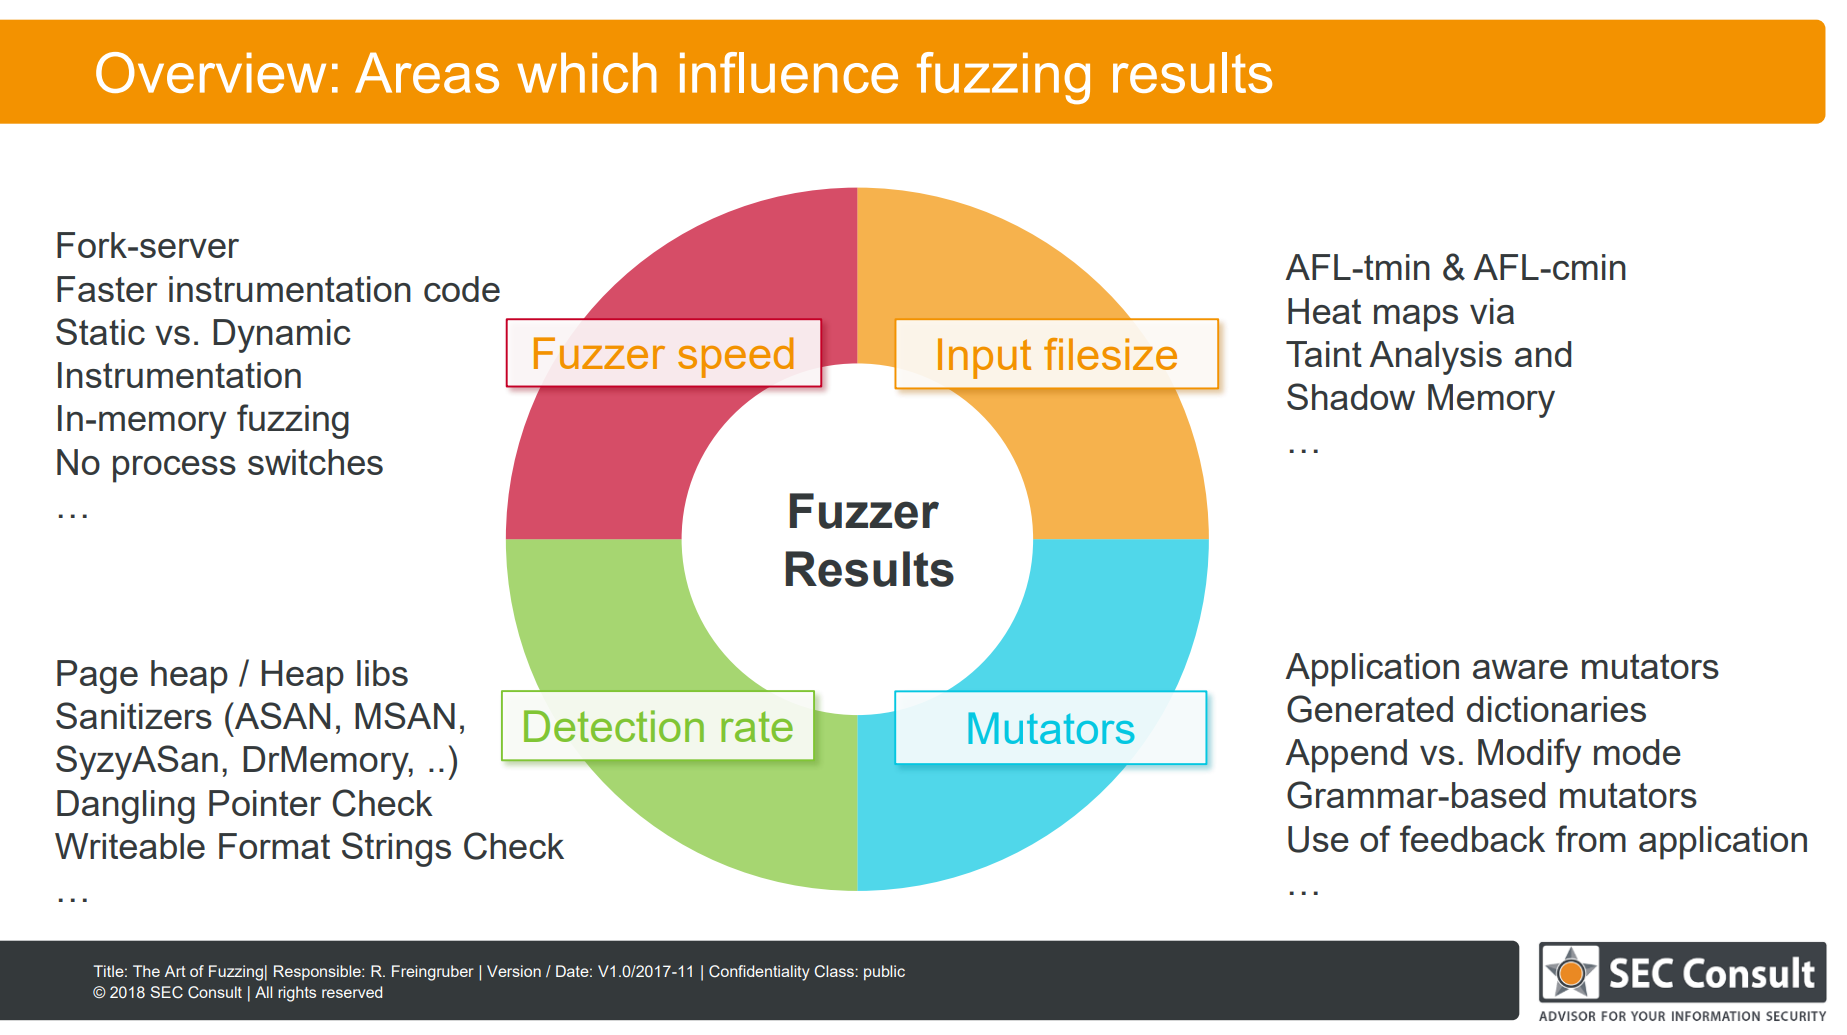 Overview: Areas which influence fuzzing results
Fork-server
Faster instrumentation code
Static vs. Dynamic
Instrumentation
In-memory fuzzing
No process switches
…
Fuzzer speed
Input filesize
AFL-tmin & AFL-cmin
Heat maps via
Taint Analysis and
Shadow Memory
…
Fuzzer
Results
Page heap / Heap libs
Sanitizers (ASAN, MSAN,
SyzyASan, DrMemory, ..)
Dangling Pointer Check
Writeable Format Strings Check
…
Detection rate
Mutators
Application aware mutators
Generated dictionaries
Append vs. Modify mode
Grammar-based mutators
Use of feedback from application
…
Title: The Art of Fuzzing| Responsible: R. Freingruber | Version / Date: V1.0/2017-11 | Confidentiality Class: public
© 2018 SEC Consult | All rights reserved
SEC Consult
ADVISOR FOR YOUR INFORMATION SECURITY